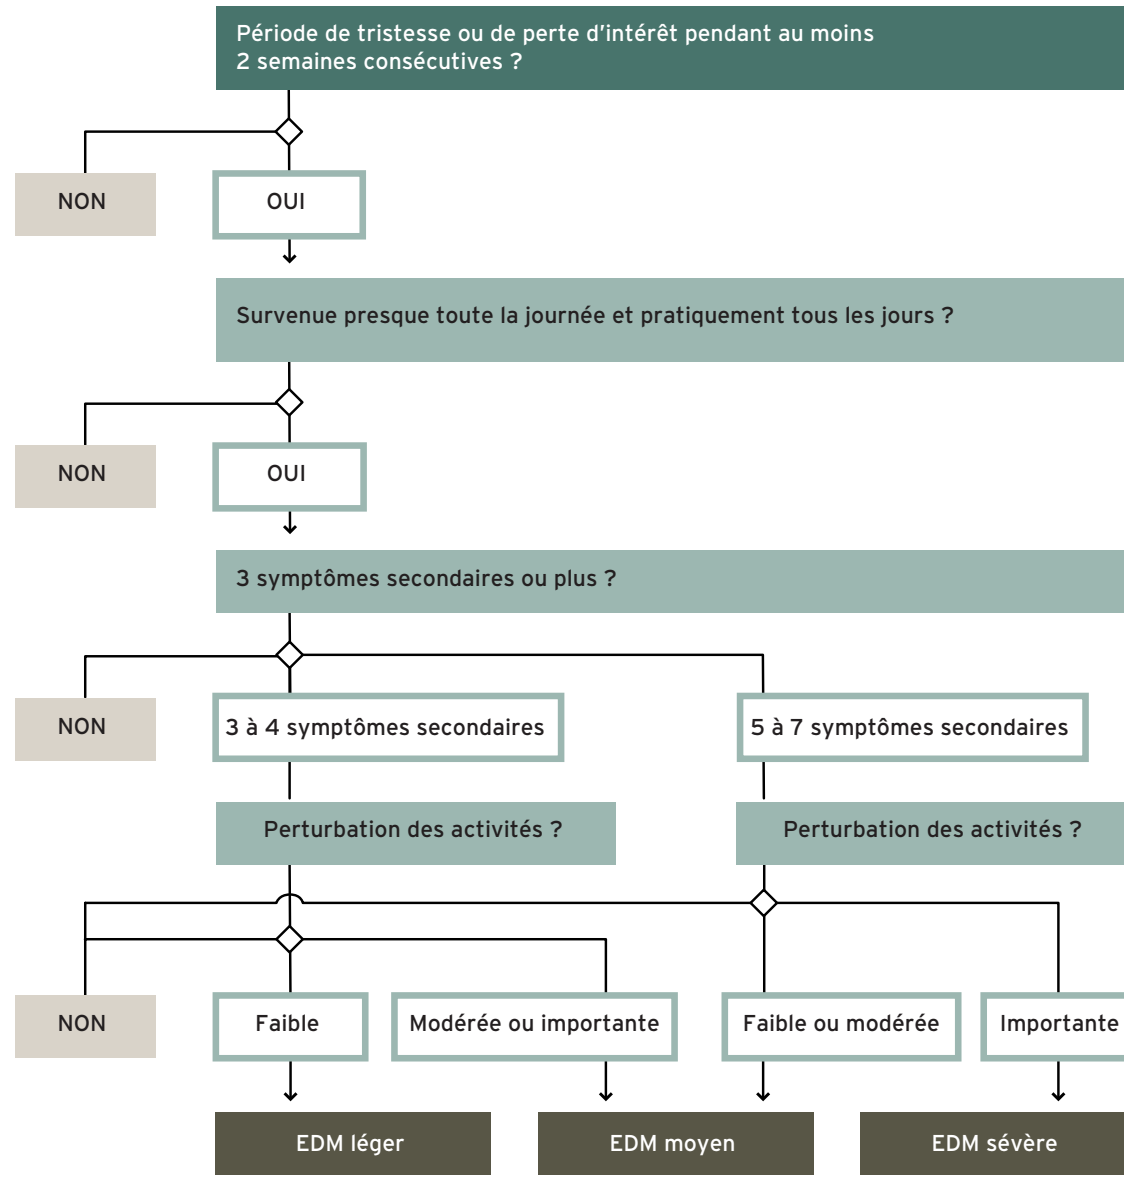 Période de tristesse ou de perte d’intérêt pendant au moins
2 semaines consécutives ?
NON
OUI
Survenue presque toute la journée et pratiquement tous les jours ?
NON
OUI
3 symptômes secondaires ou plus ?
NON
3 à 4 symptômes secondaires
5 à 7 symptômes secondaires
Perturbation des activités ?
Perturbation des activités ?
NON
Faible
Modérée ou importante
Faible ou modérée
Importante
EDM léger
EDM moyen
EDM sévère